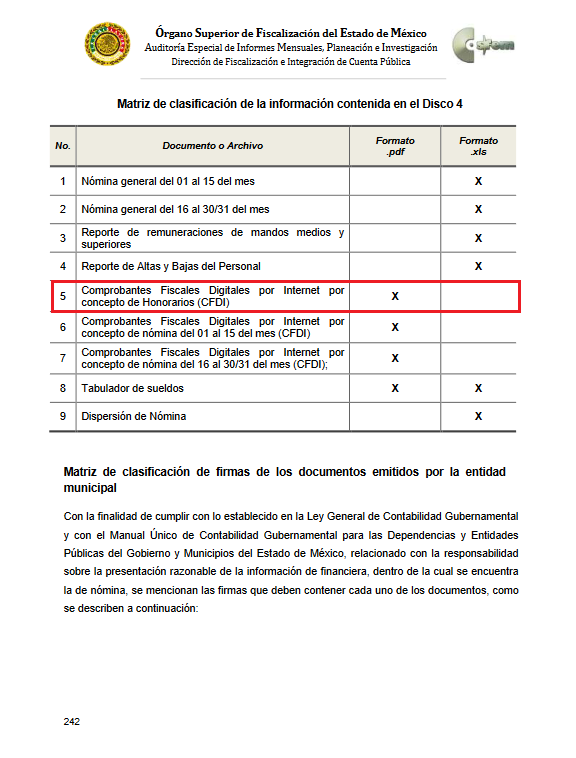 Órgano Superior de Fiscalización del Estado de México
Auditoría Especial de Informes Mensuales, Planeación e Investigación
Dirección de Fiscalización e Integración de Cuenta Pública
osfem
Matriz de clasificación de la información contenida en el Disco 4
No. Documento o Archivo Formato .pdf Formato .xls
1 Nómina general del 01 al 15 del mes X
2 Nómina general del 16 al 30/31 del mes X
3 Reporte de remuneraciones de mandos medios y
superiores X
4 Reporte de Altas y Bajas del Personal X
5 Comprobantes Fiscales Digitales por Internet por
concepto de Honorarios (CFDI) X
6 Comprobantes Fiscales Digitales por Internet por
concepto de nómina del 01 al 15 del mes (CFDI) X
7 Comprobantes Fiscales Digitales por Internet por
concepto de nómina del 16 al 30/31 del mes (CFDI); X
8 Tabulador de sueldos X X
9 Dispersión de Nómina X
Matriz de clasificación de firmas de los documentos emitidos por la entidad
municipal
Con la finalidad de cumplir con lo establecido en la Ley General de Contabilidad Gubernamental
y con el Manual Único de Contabilidad Gubernamental para las Dependencias y Entidades
Públicas del Gobierno y Municipios del Estado de México, relacionado con la responsabilidad
sobre la presentación razonable de la información de financiera, dentro de la cual se encuentra
la de nómina, se mencionan las firmas que deben contener cada uno de los documentos, como
se describen a continuación:
242